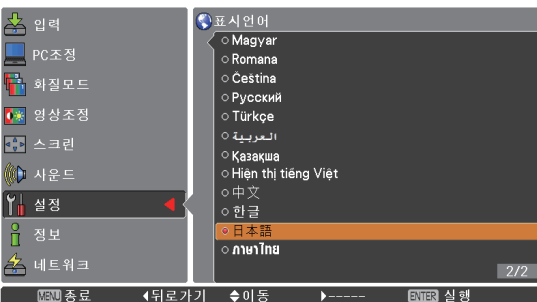 입력
PC조정
화질모드
영상조정
스크린
사운드
설정
정보
네트워크
표시언어
Magyar
Romana
Čeština
Русский
Türkçe
العربية
Қазақша
Hiện thị tiếng Việt
中文
한글
日本語
ภาษาไทย
2/2
MENU 종료 ◀뒤로가기 ◆이동 ▶----- ENTER 실행